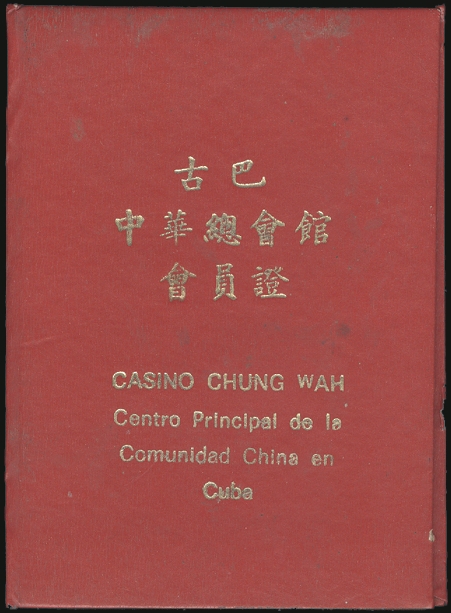 古巴
中華總會館
會員證
CASINO CHUNG WAH
Centro Principal de la
Comunidad China en
Cuba